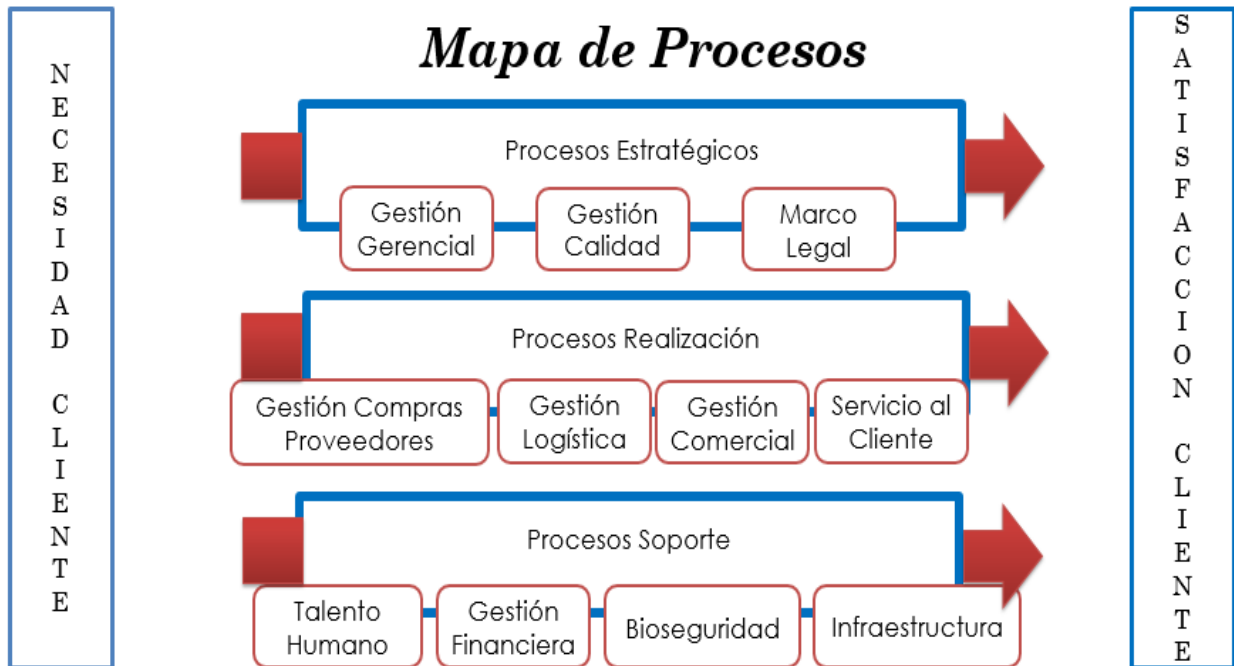 NECESIDAD CLIENTE
Mapa de Procesos
Procesos Estratégicos
Gestión
Gerencial
Gestión
Calidad
Marco
Legal
Procesos Realización
Gestión Compras
Proveedores
Gestión
Logística
Gestión
Comercial
Servicio al
Cliente
Procesos Soporte
Talento
Humano
Gestión
Financiera
Bioseguridad
Infraestructura
SATISFACCION CLIENTE